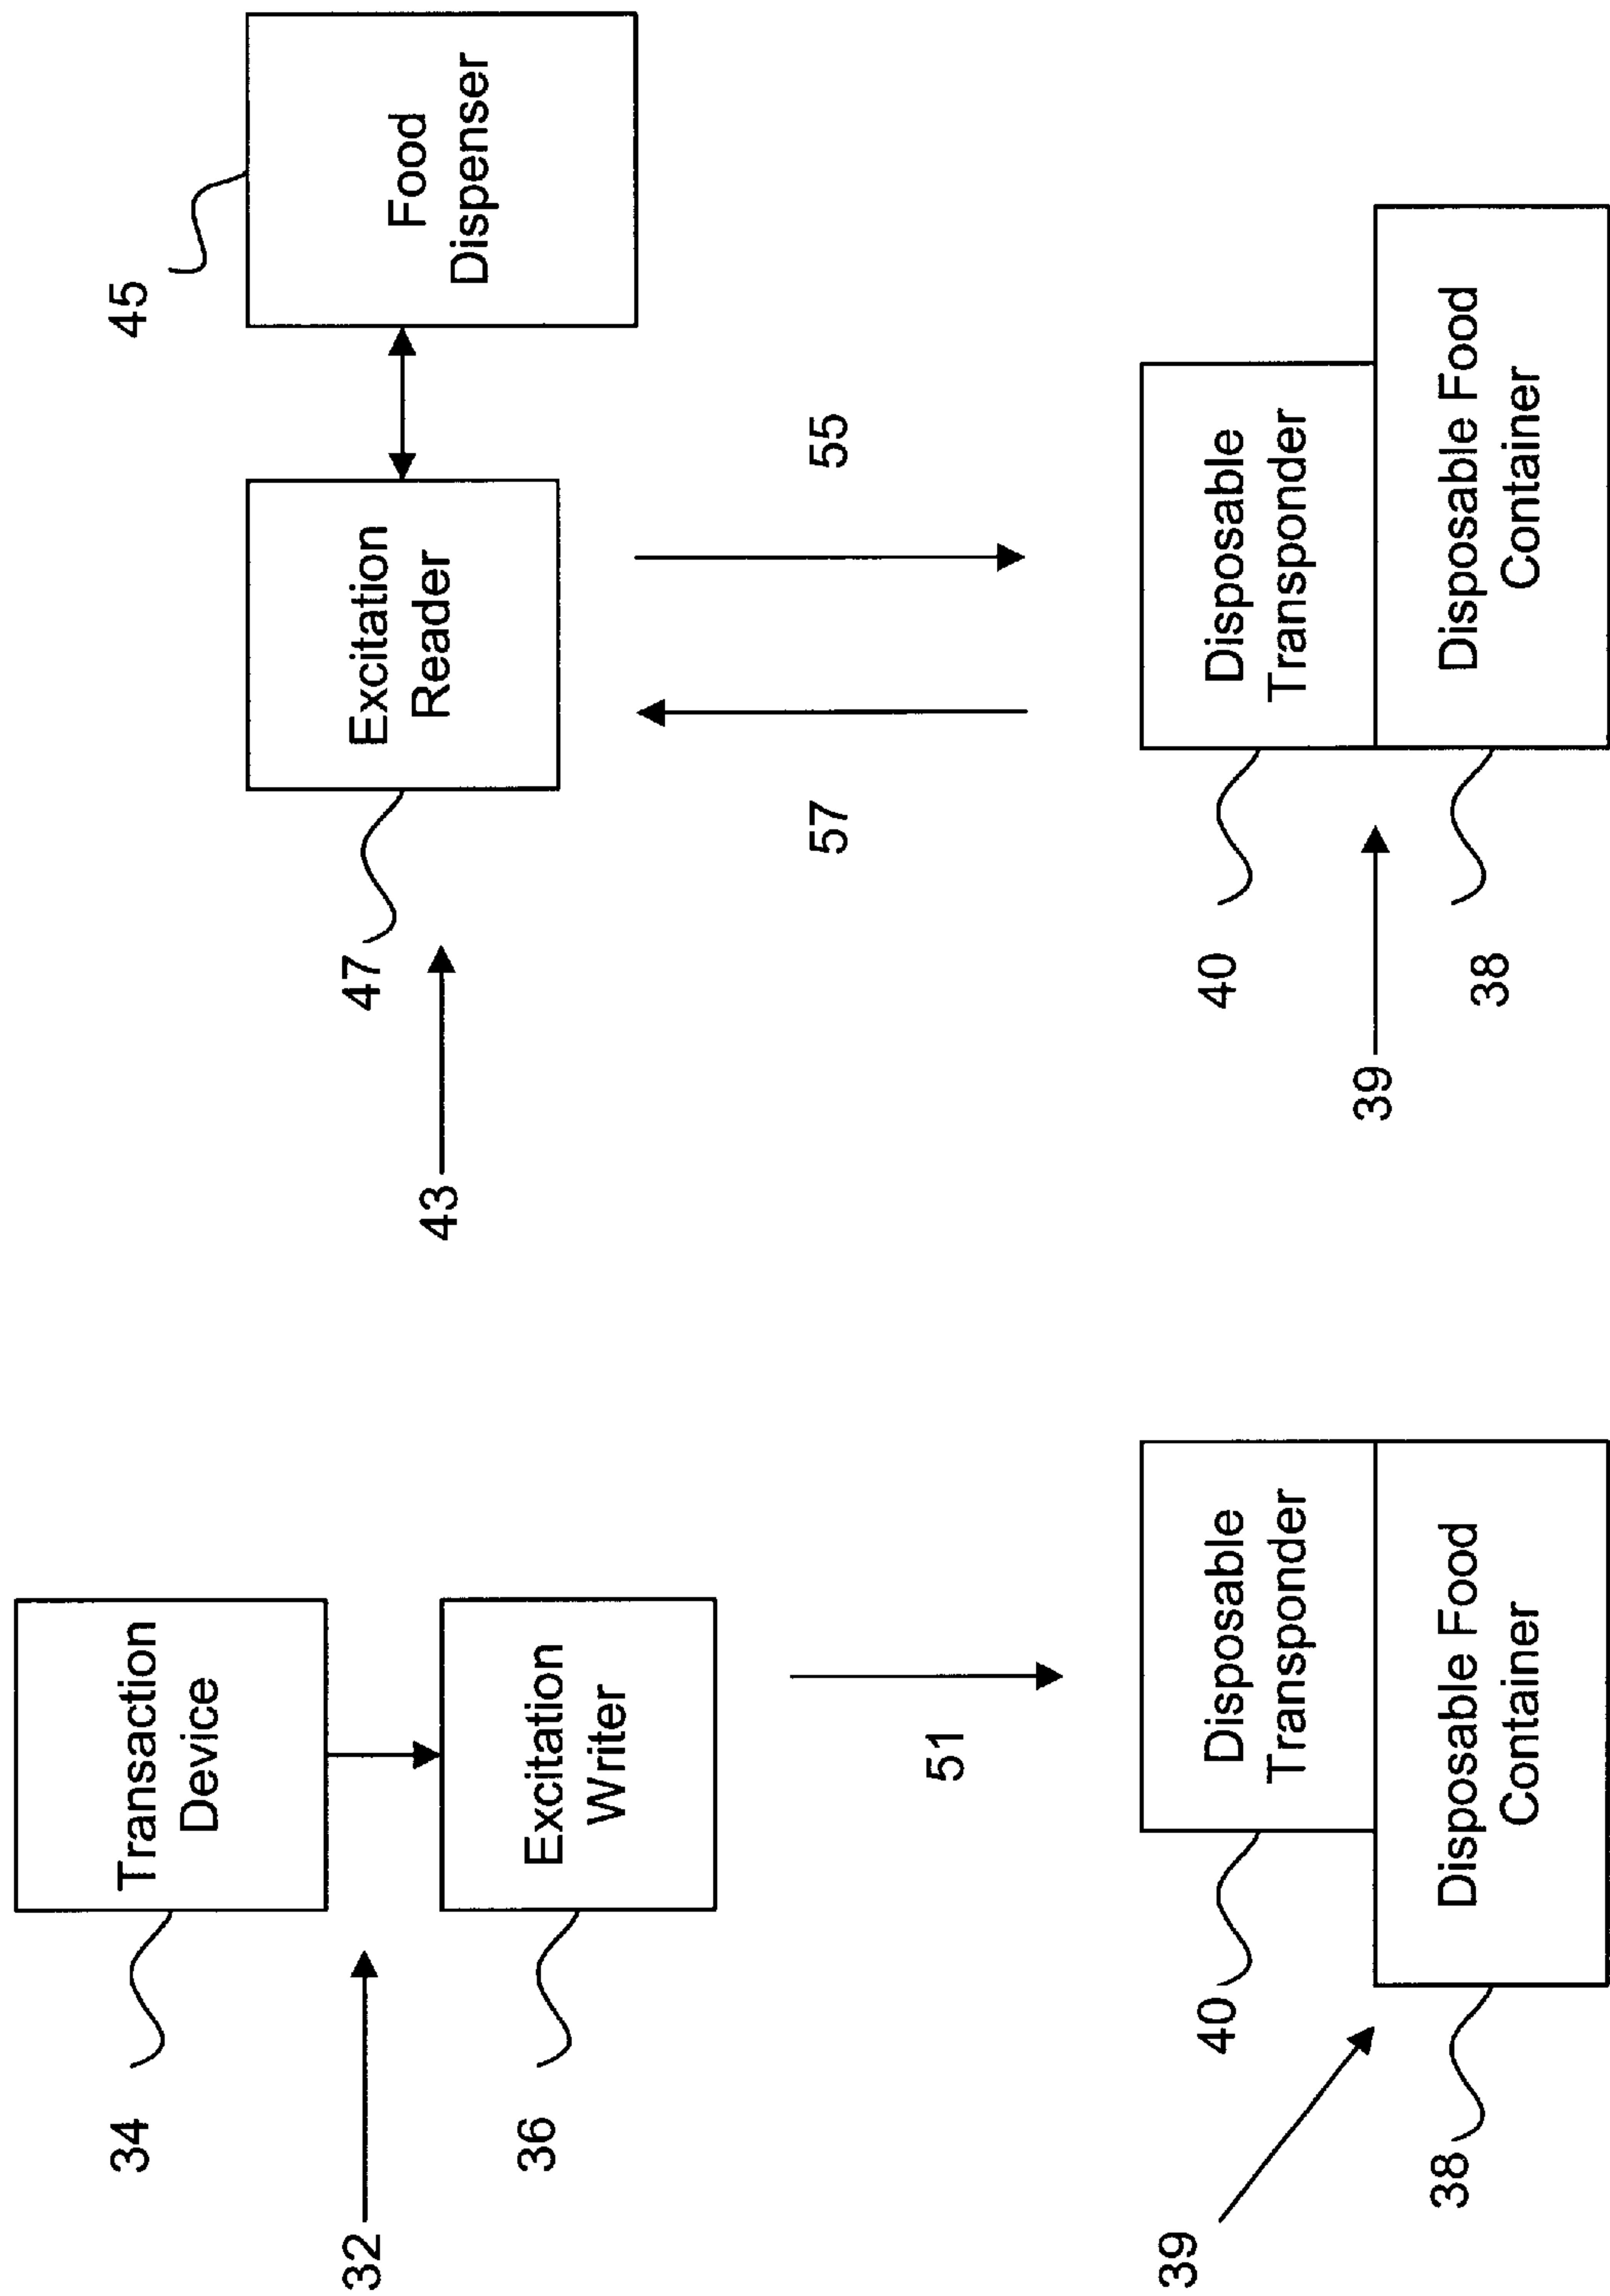 34
Transaction
Device
32
36
Excitation
Writer
51
40
Disposable
Transponder
39
38
Disposable Food
Container
45
Food
Dispenser
47
Excitation
Reader
43
57
55
40
Disposable
Transponder
39
38
Disposable Food
Container